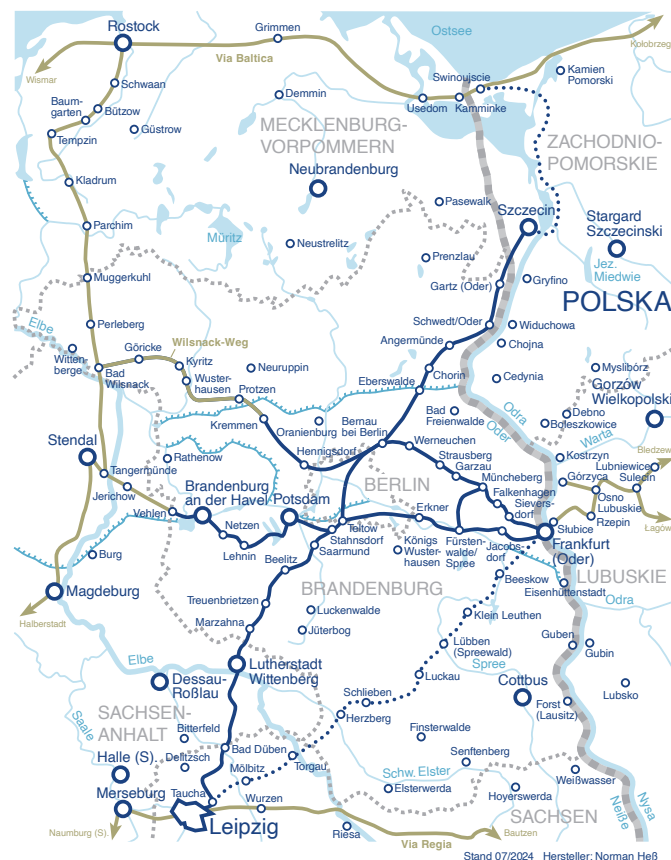 Rostock
Grimmen
Ostsee
Kołobrzeg
Wismar
Via Baltica
Swinoujscie
Kamien
Pomorski
Schwaan
Demmin
Usedom
Kamminke
Baum-
garten
Bützow
Güstrow
Tempzin
MECKLENBURG-
VORPOMMERN
ZACHODNIO-
POMORSKIE
Neubrandenburg
Kladrum
Pasewalk
Szczecin
Stargard
Szczecinski
Parchim
Müritz
Neustrelitz
Prenzlau
Jez.
Miedwie
Muggerkuhl
Gartz (Oder)
Gryfino
POLSKA
Elbe
Perleberg
Schwedt/Oder
Widuchowa
Wilsnack-Weg
Angermünde
Chojna
Witten-
berge
Göricke
Kyritz
Bad
Wilsnack
Wuster-
hausen
Neuruppin
Chorin
Protzen
Eberswalde
Cedynia
Myslibórz
Gorzów
Wielkopolski
Kremmen
Oranienburg
Bernau
bei Berlin
Bad
Freienwalde
Odra
Oder
Debno
Boleszkowice
Warta
Stendal
Hennigsdorf
Werneuchen
Rathenow
Strausberg
Garzau
Kostrzyn
Biedzew
Tangermünde
BERLIN
Müncheberg
Górzyca
Lubniewice
Sulecin
Jerichow
Brandenburg
an der Havel
Potsdam
Falkenhagen
Sievers-
dorf
Osno
Lubuskie
Vehlen
Erkner
Rzepin
Łagów
Netzen
Teltow
Stahnsdorf
Saarmund
Słubice
Frankfurt
(Oder)
Lehnin
Königs
Wuster-
hausen
Fürsten-
walde/
Spree
Jacobs-
dorf
Burg
Beelitz
Beeskow
LUBUSKIE
Magdeburg
BRANDENBURG
Eisenhüttenstadt
Treuenbrietzen
Luckenwalde
Klein Leuthen
Odra
Halberstadt
Marzahna
Jüterbog
Guben
Gubin
Lübben
(Spreewald)
Spree
Elbe
Lutherstadt
Wittenberg
Luckau
Dessau-
Roßlau
Cottbus
Lubsko
Schlieben
Forst
(Lausitz)
SACHSEN-
ANHALT
Herzberg
Saale
Bitterfeld
Finsterwalde
Bad Düben
Halle (S).
Delitzsch
Torgau
Senftenberg
Mölbitz
Schw. Elster
Weißwasser
Merseburg
Taucha
Elsterwerda
Hoyerswerda
Wurzen
SACHSEN
Nysa
Neiße
Leipzig
Naumburg (S).
Riesa
Via Regia
Bautzen
Stand 07/2024 Hersteller: Norman Heß